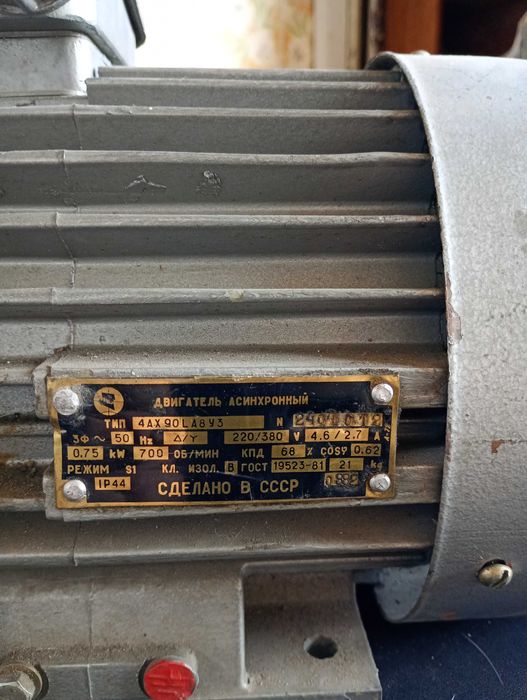 ДВИГАТЕЛЬ АСИНХРОННЫЙ
ТИП 4АХ90LА8У3 N
3Ф ~ 50 Hz Δ/Y 220/380 V 4.6/2.7 A
0.75 kW 700 ОБ/МИН КПД 68 % COSφ 0.62
РЕЖИМ S1 КЛ. ИЗОЛ. В ГОСТ 19523-81 21 kg
IP44 СДЕЛАНО В СССР